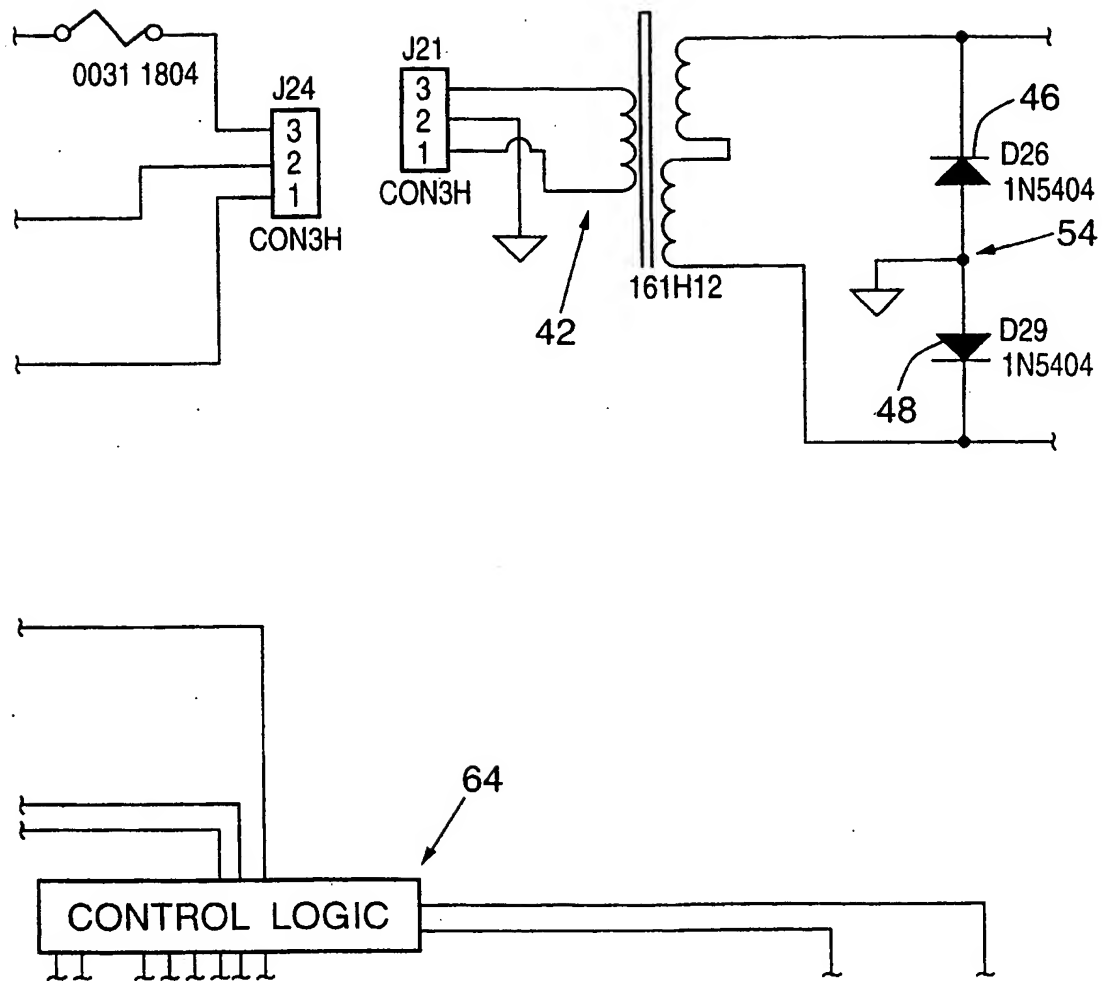 0031 1804
J24
3
2
1
CON3H
J21
3
2
1
CON3H
42
161H12
46
D26
1N5404
54
D29
1N5404
48
64
CONTROL LOGIC